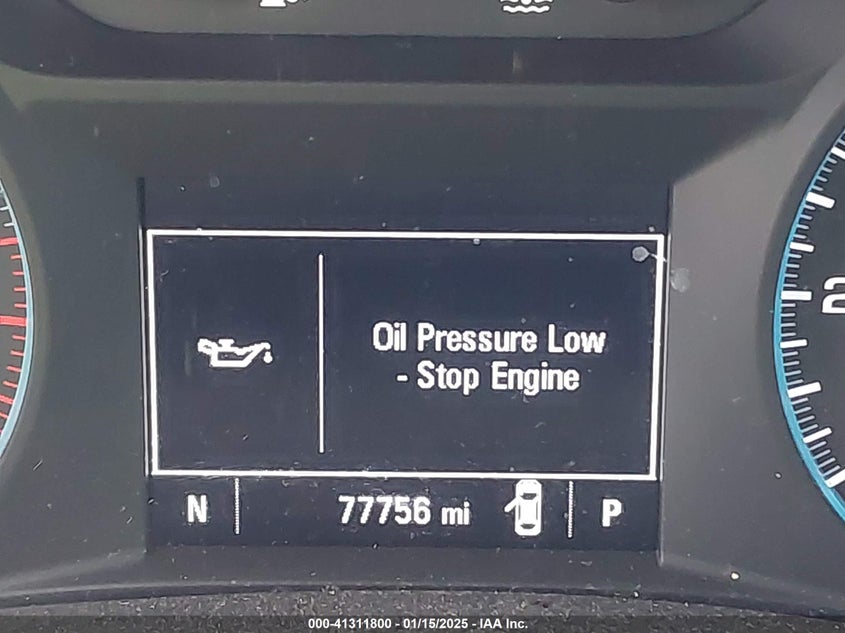 Oil Pressure Low
- Stop Engine
N 77756 mi P
000-41311800 - 01/15/2025 - IAA Inc.